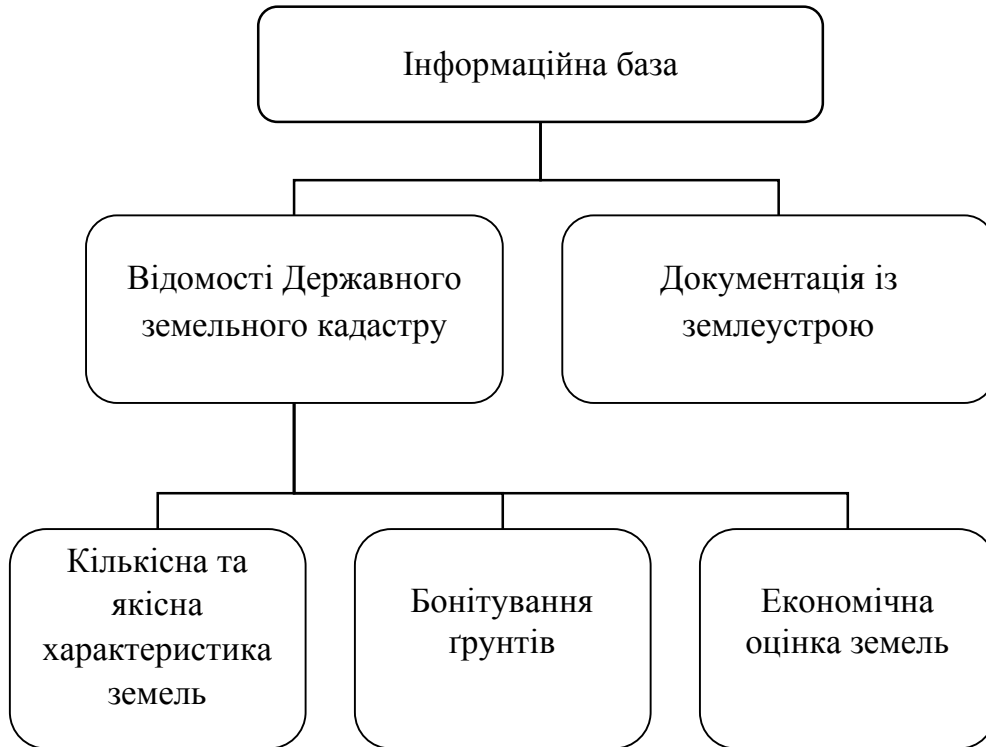 Інформаційна база
Відомості Державного
земельного кадастру
Документація із
землеустрою
Кількісна та
якісна
характеристика
земель
Бонітування
ґрунтів
Економічна
оцінка земель